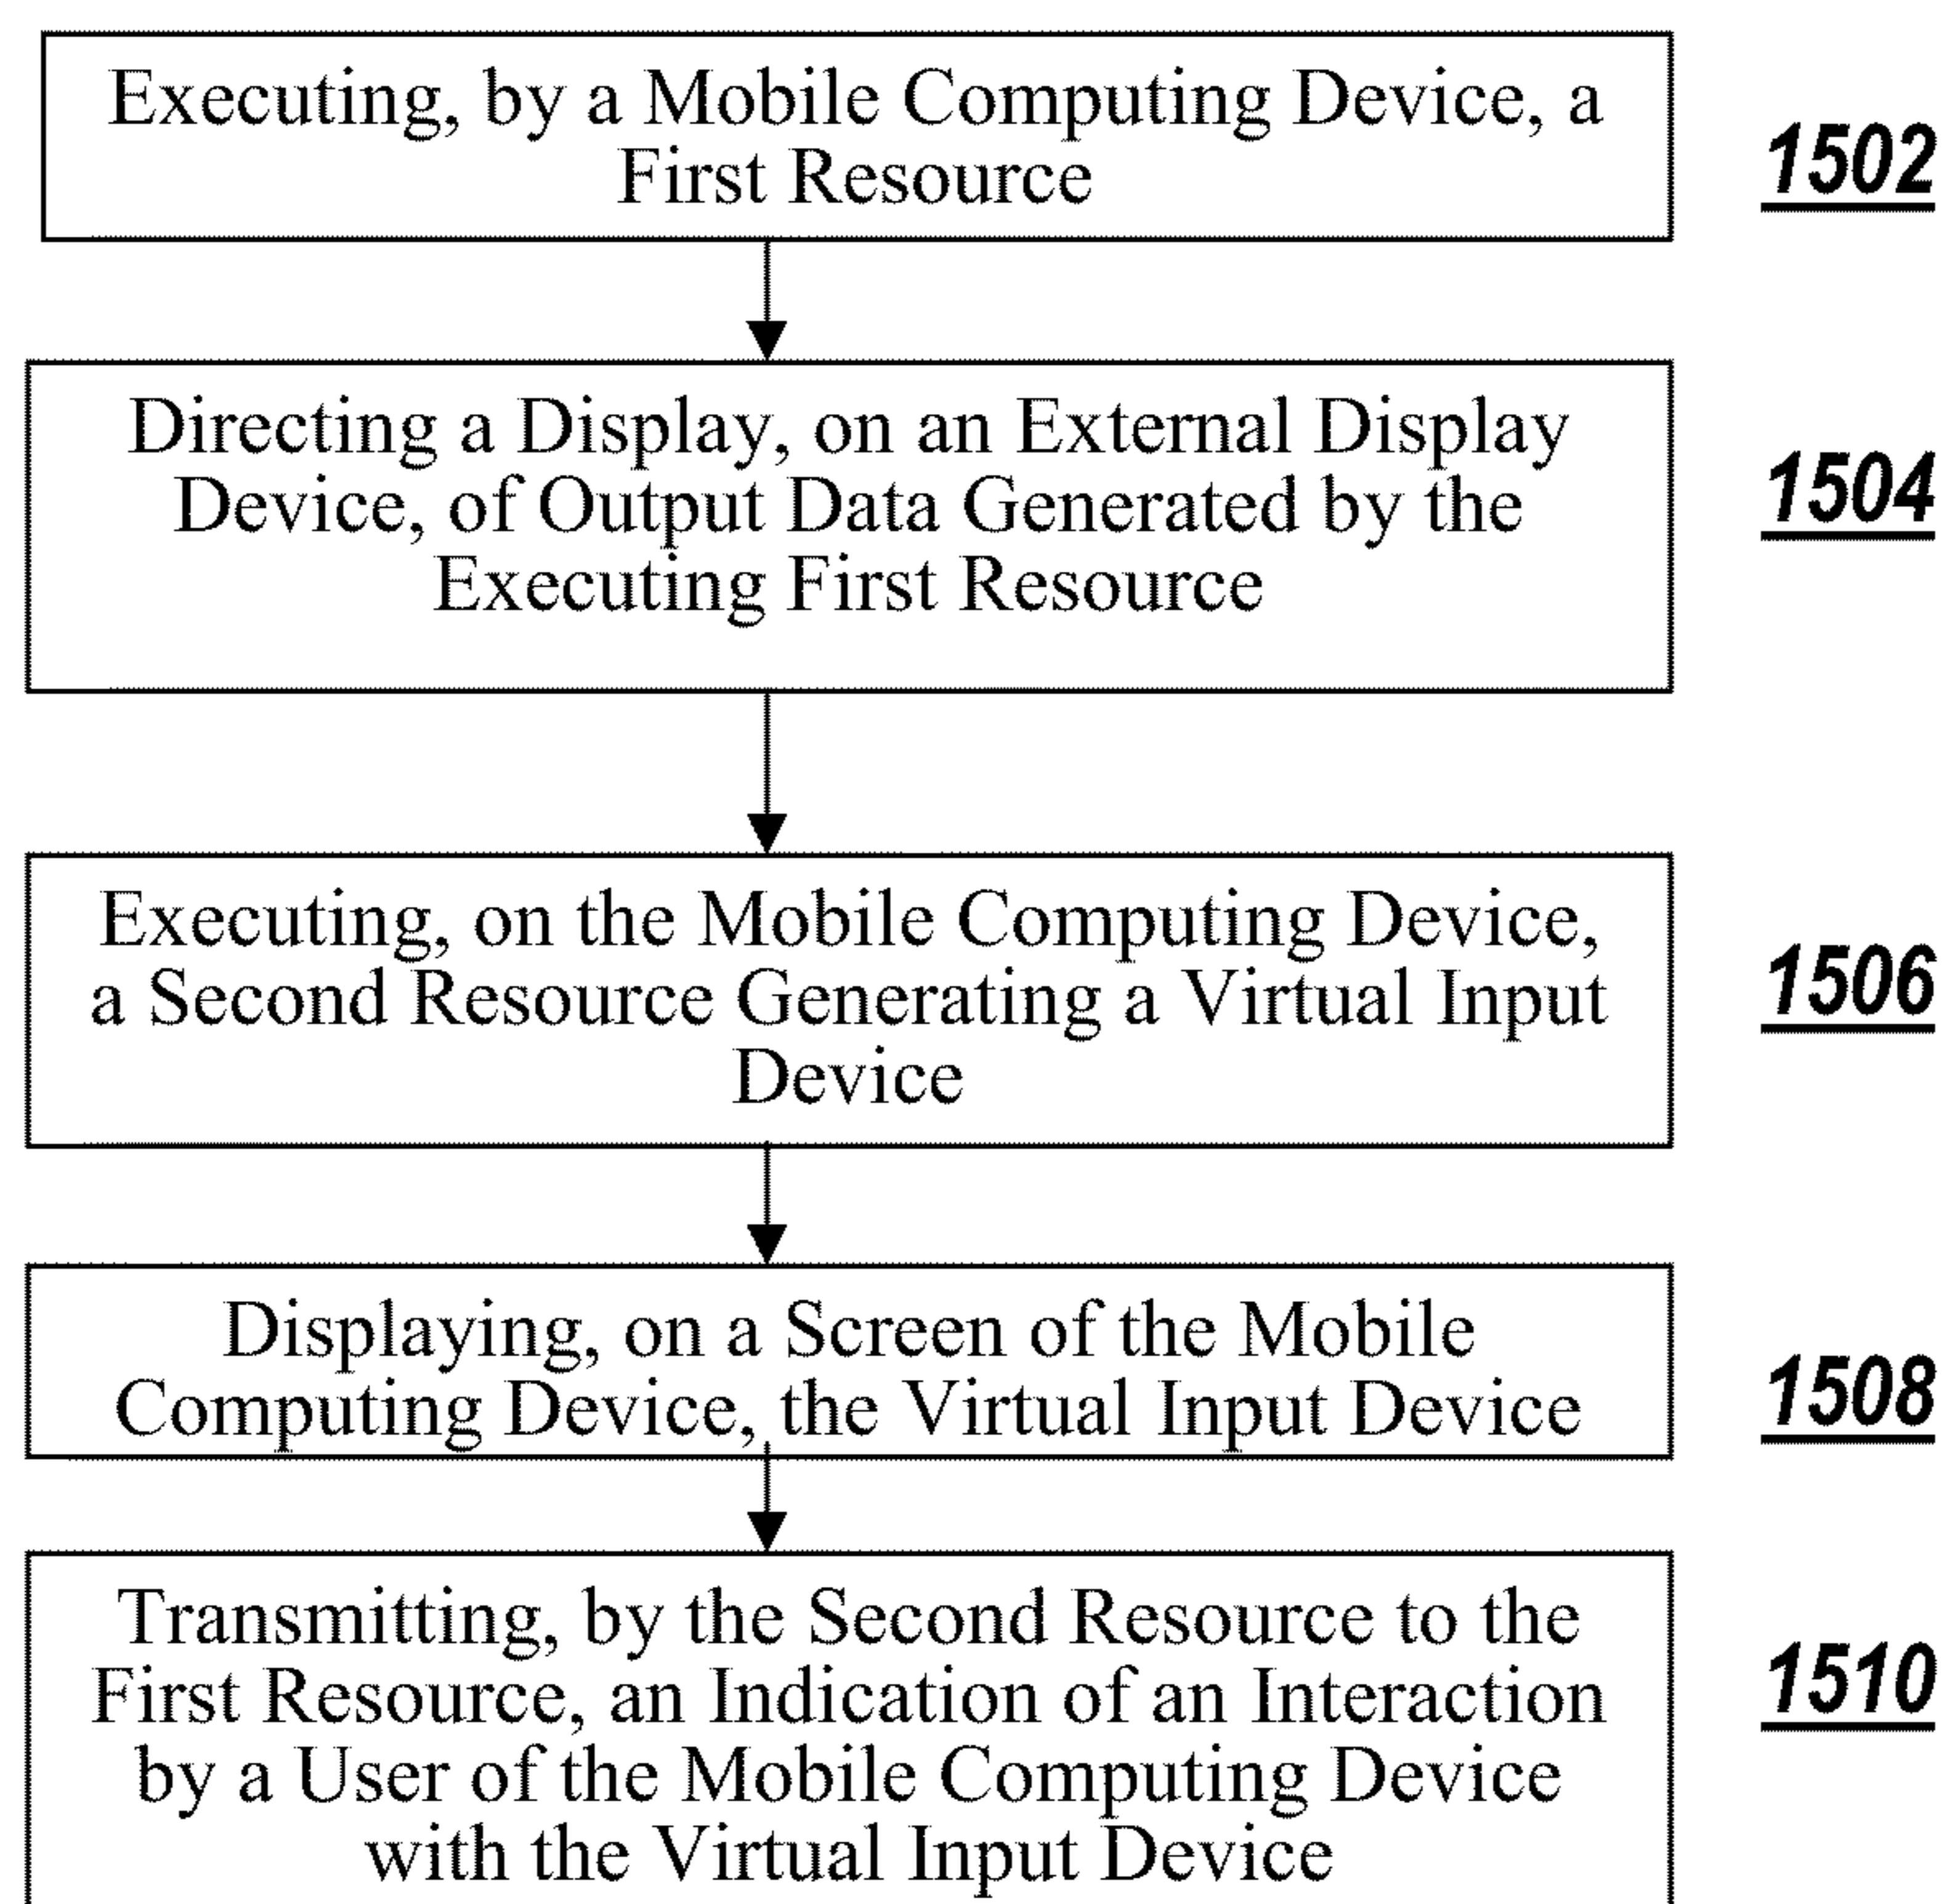 Executing, by a Mobile Computing Device, a
First Resource
1502
Directing a Display, on an External Display
Device, of Output Data Generated by the
Executing First Resource
1504
Executing, on the Mobile Computing Device,
a Second Resource Generating a Virtual Input
Device
1506
Displaying, on a Screen of the Mobile
Computing Device, the Virtual Input Device
1508
Transmitting, by the Second Resource to the
First Resource, an Indication of an Interaction
by a User of the Mobile Computing Device
with the Virtual Input Device
1510